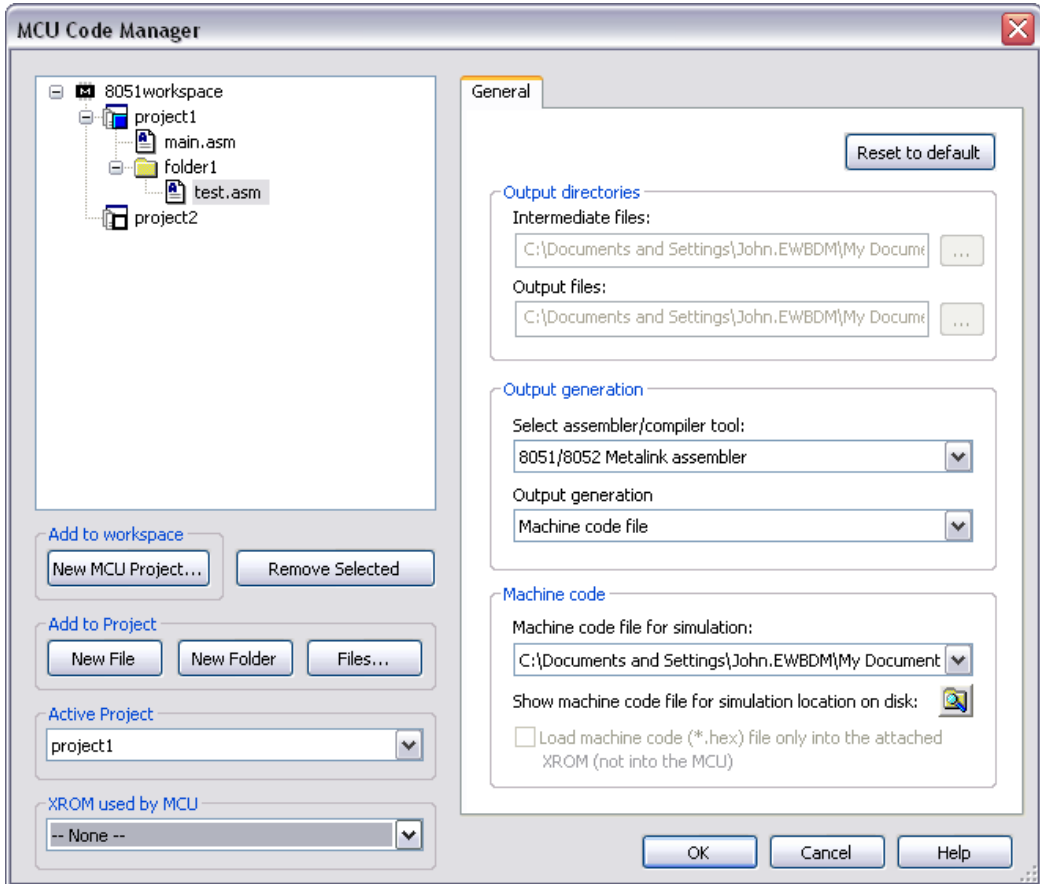 MCU Code Manager
8051workspace
project1
main.asm
folder1
test.asm
project2
Add to workspace
New MCU Project...
Remove Selected
Add to Project
New File
New Folder
Files...
Active Project
project1
XROM used by MCU
-- None --
General
Reset to default
Output directories
Intermediate files:
C:\Documents and Settings\John.EWBDM\My Docume
...
Output files:
C:\Documents and Settings\John.EWBDM\My Docume
...
Output generation
Select assembler/compiler tool:
8051/8052 Metalink assembler
Output generation
Machine code file
Machine code
Machine code file for simulation:
C:\Documents and Settings\John.EWBDM\My Document
Show machine code file for simulation location on disk:
Load machine code (*.hex) file only into the attached
XROM (not into the MCU)
OK
Cancel
Help